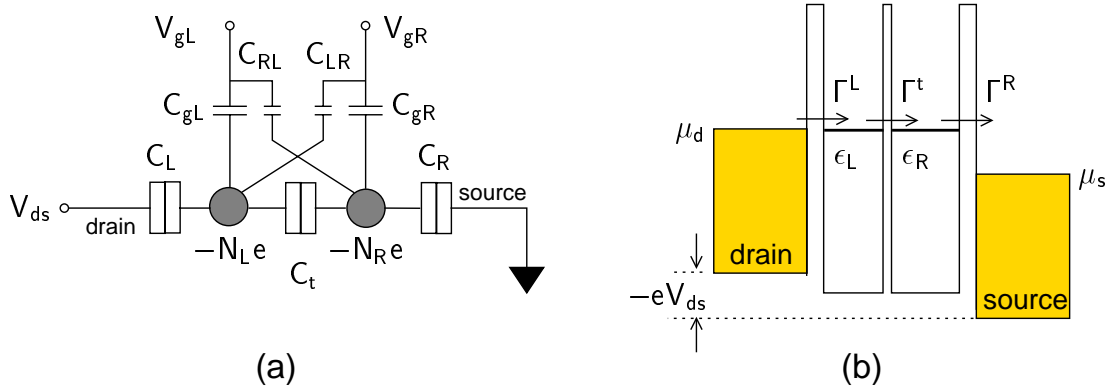 V_gL V_gR
C_RL C_LR
C_gL C_gR
C_L C_R
V_ds drain source
−N_L e −N_R e
C_t
(a)
Γ^L Γ^t Γ^R
μ_d
ϵ_L ϵ_R
μ_s
drain
−eV_ds
source
(b)